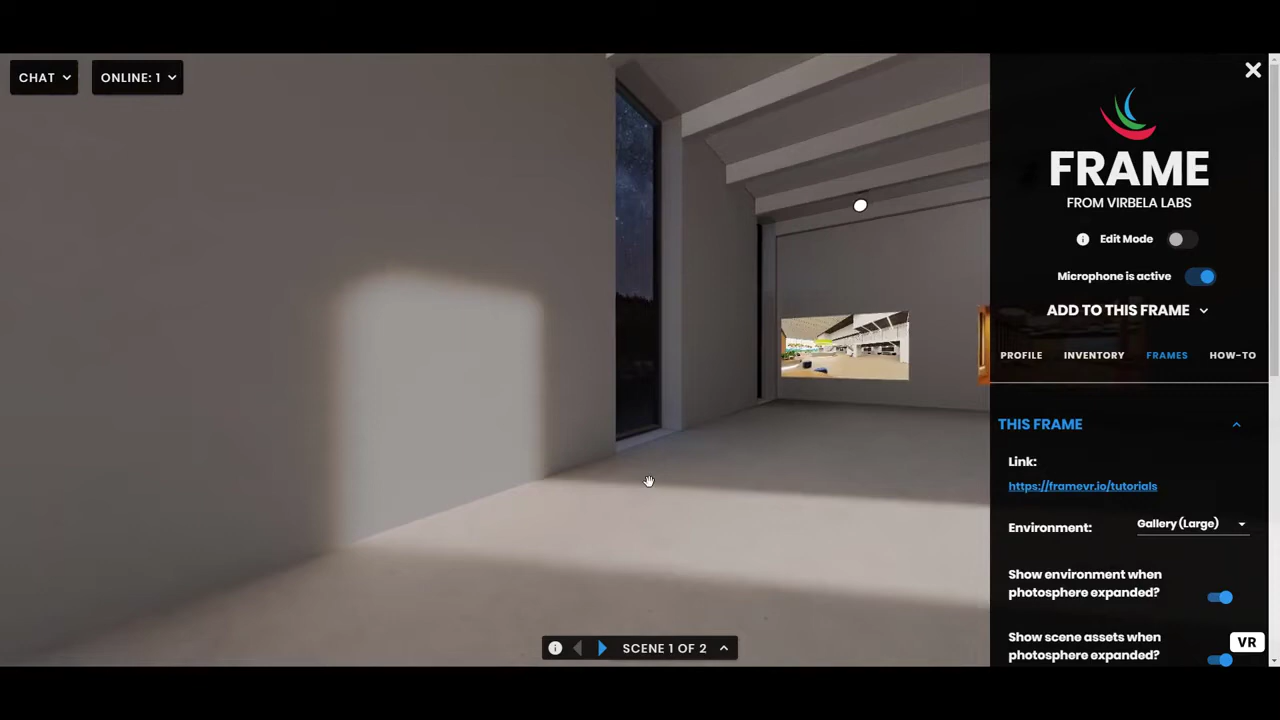 CHAT
ONLINE: 1
FRAME
FROM VIRBELA LABS
Edit Mode
Microphone is active
ADD TO THIS FRAME
PROFILE INVENTORY FRAMES HOW-TO
THIS FRAME
Link:
https://framevr.io/tutorials
Environment: Gallery (Large)
Show environment when
photosphere expanded?
Show scene assets when
photosphere expanded?
VR
SCENE 1 OF 2